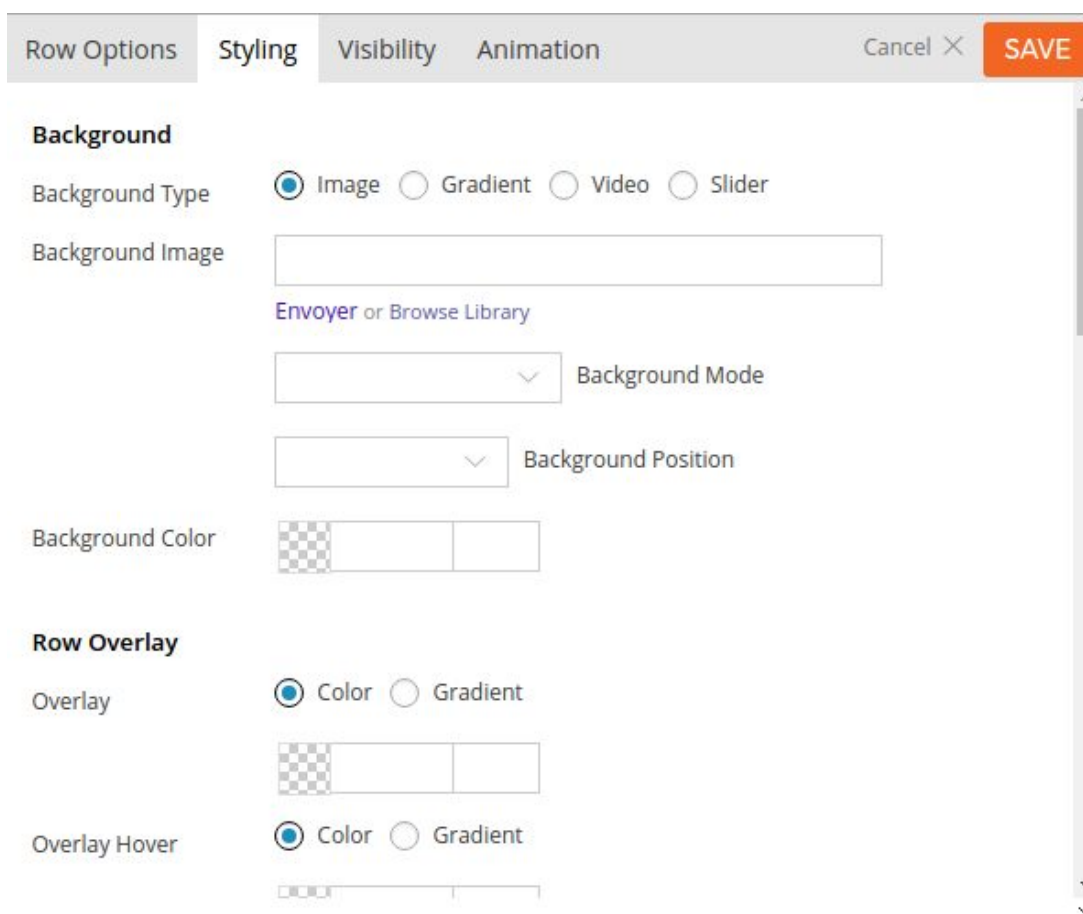 Row Options Styling Visibility Animation Cancel SAVE
Background
Background Type Image Gradient Video Slider
Background Image
Envoyer or Browse Library
Background Mode
Background Position
Background Color
Row Overlay
Overlay Color Gradient
Overlay Hover Color Gradient